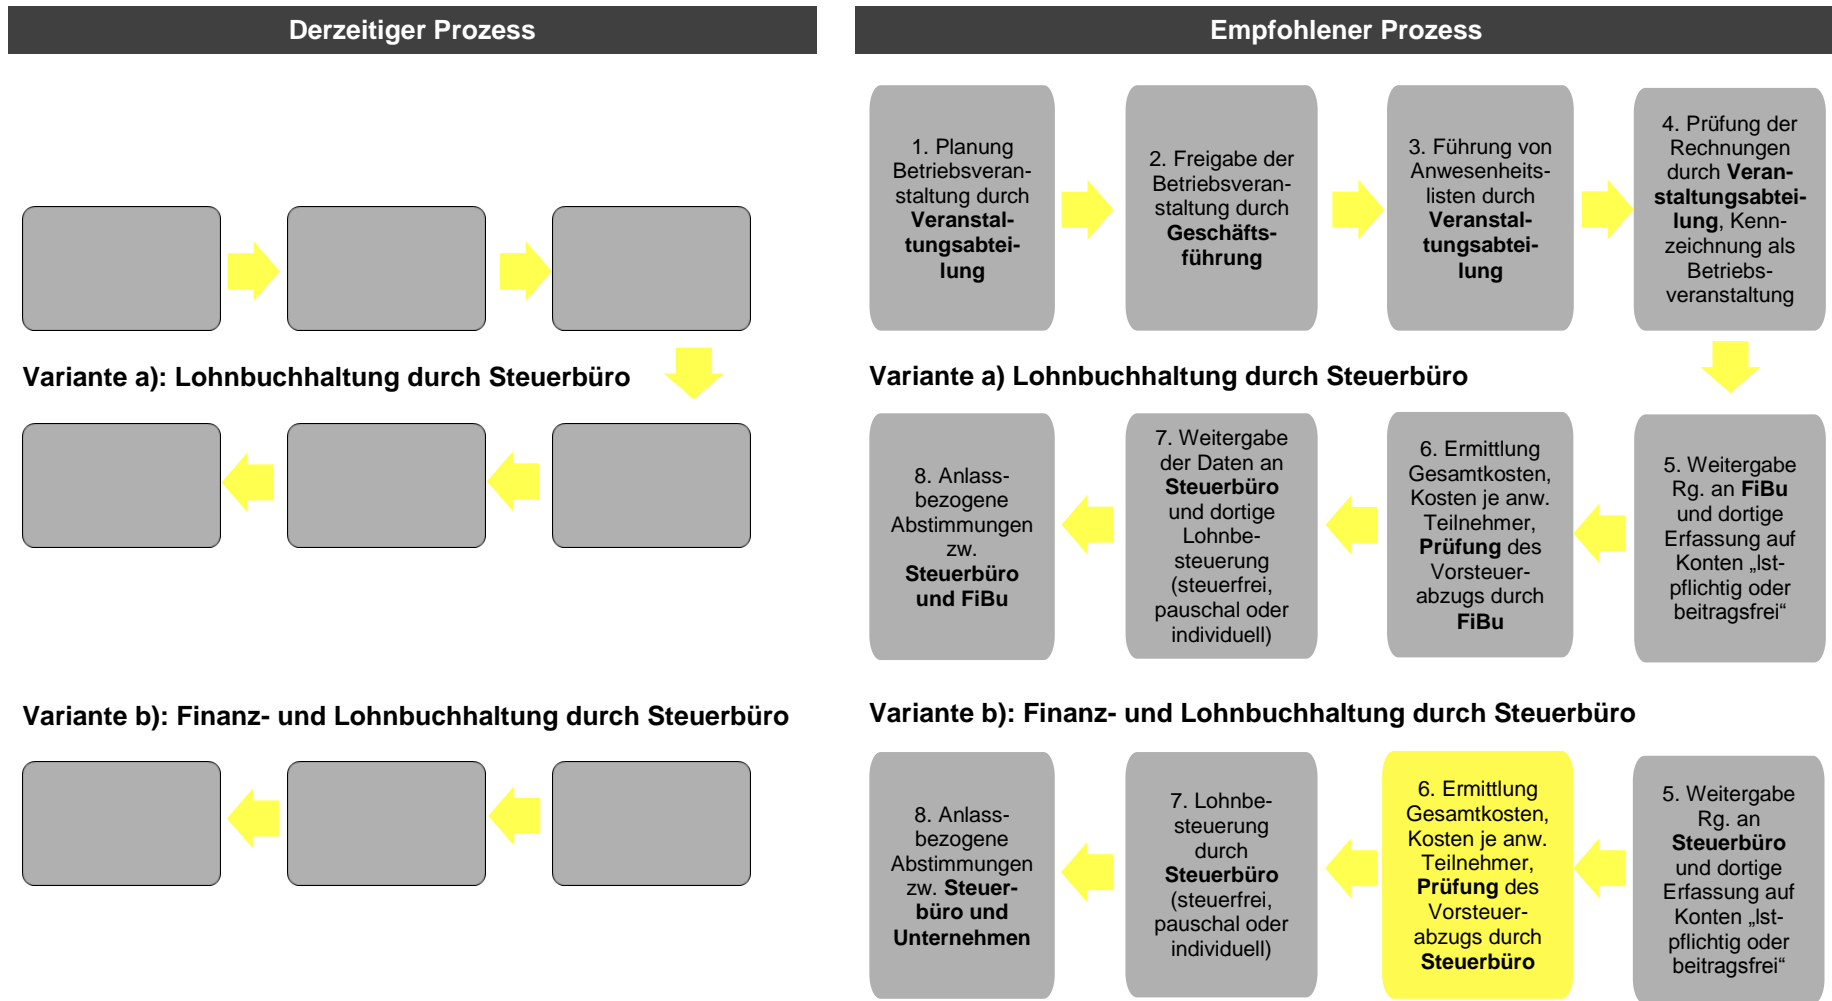 Derzeitiger Prozess
Variante a): Lohnbuchhaltung durch Steuerbüro
Variante b): Finanz- und Lohnbuchhaltung durch Steuerbüro
Empfohlener Prozess
1. Planung
Betriebsveran-
staltung durch
Veranstal-
tungsabtei-
lung
2. Freigabe der
Betriebsveran-
staltung durch
Geschäfts-
führung
3. Führung von
Anwesenheits-
listen durch
Veranstal-
tungsabtei-
lung
4. Prüfung der
Rechnungen
durch Veran-
staltungsabtei-
lung, Kenn-
zeichnung als
Betriebs-
veranstaltung
Variante a) Lohnbuchhaltung durch Steuerbüro
5. Weitergabe
Rg. an FiBu
und dortige
Erfassung auf
Konten „lst-
pflichtig oder
beitragsfrei“
6. Ermittlung
Gesamtkosten,
Kosten je anw.
Teilnehmer,
Prüfung des
Vorsteuer-
abzugs durch
FiBu
7. Weitergabe
der Daten an
Steuerbüro
und dortige
Lohnbe-
steuerung
(steuerfrei,
pauschal oder
individuell)
8. Anlass-
bezogene
Abstimmungen
zw.
Steuerbüro
und FiBu
Variante b): Finanz- und Lohnbuchhaltung durch Steuerbüro
5. Weitergabe
Rg. an
Steuerbüro
und dortige
Erfassung auf
Konten „lst-
pflichtig oder
beitragsfrei“
6. Ermittlung
Gesamtkosten,
Kosten je anw.
Teilnehmer,
Prüfung des
Vorsteuer-
abzugs durch
Steuerbüro
7. Lohnbe-
steuerung
durch
Steuerbüro
(steuerfrei,
pauschal oder
individuell)
8. Anlass-
bezogene
Abstimmungen
zw. Steuer-
büro und
Unternehmen